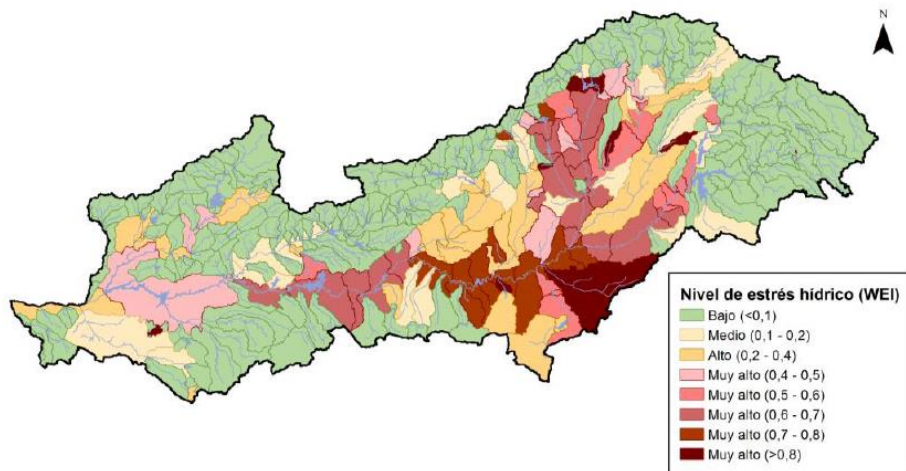 N
Nivel de estrés hídrico (WEI)
Bajo (<0,1)
Medio (0,1 - 0,2)
Alto (0,2 - 0,4)
Muy alto (0,4 - 0,5)
Muy alto (0,5 - 0,6)
Muy alto (0,6 - 0,7)
Muy alto (0,7 - 0,8)
Muy alto (>0,8)